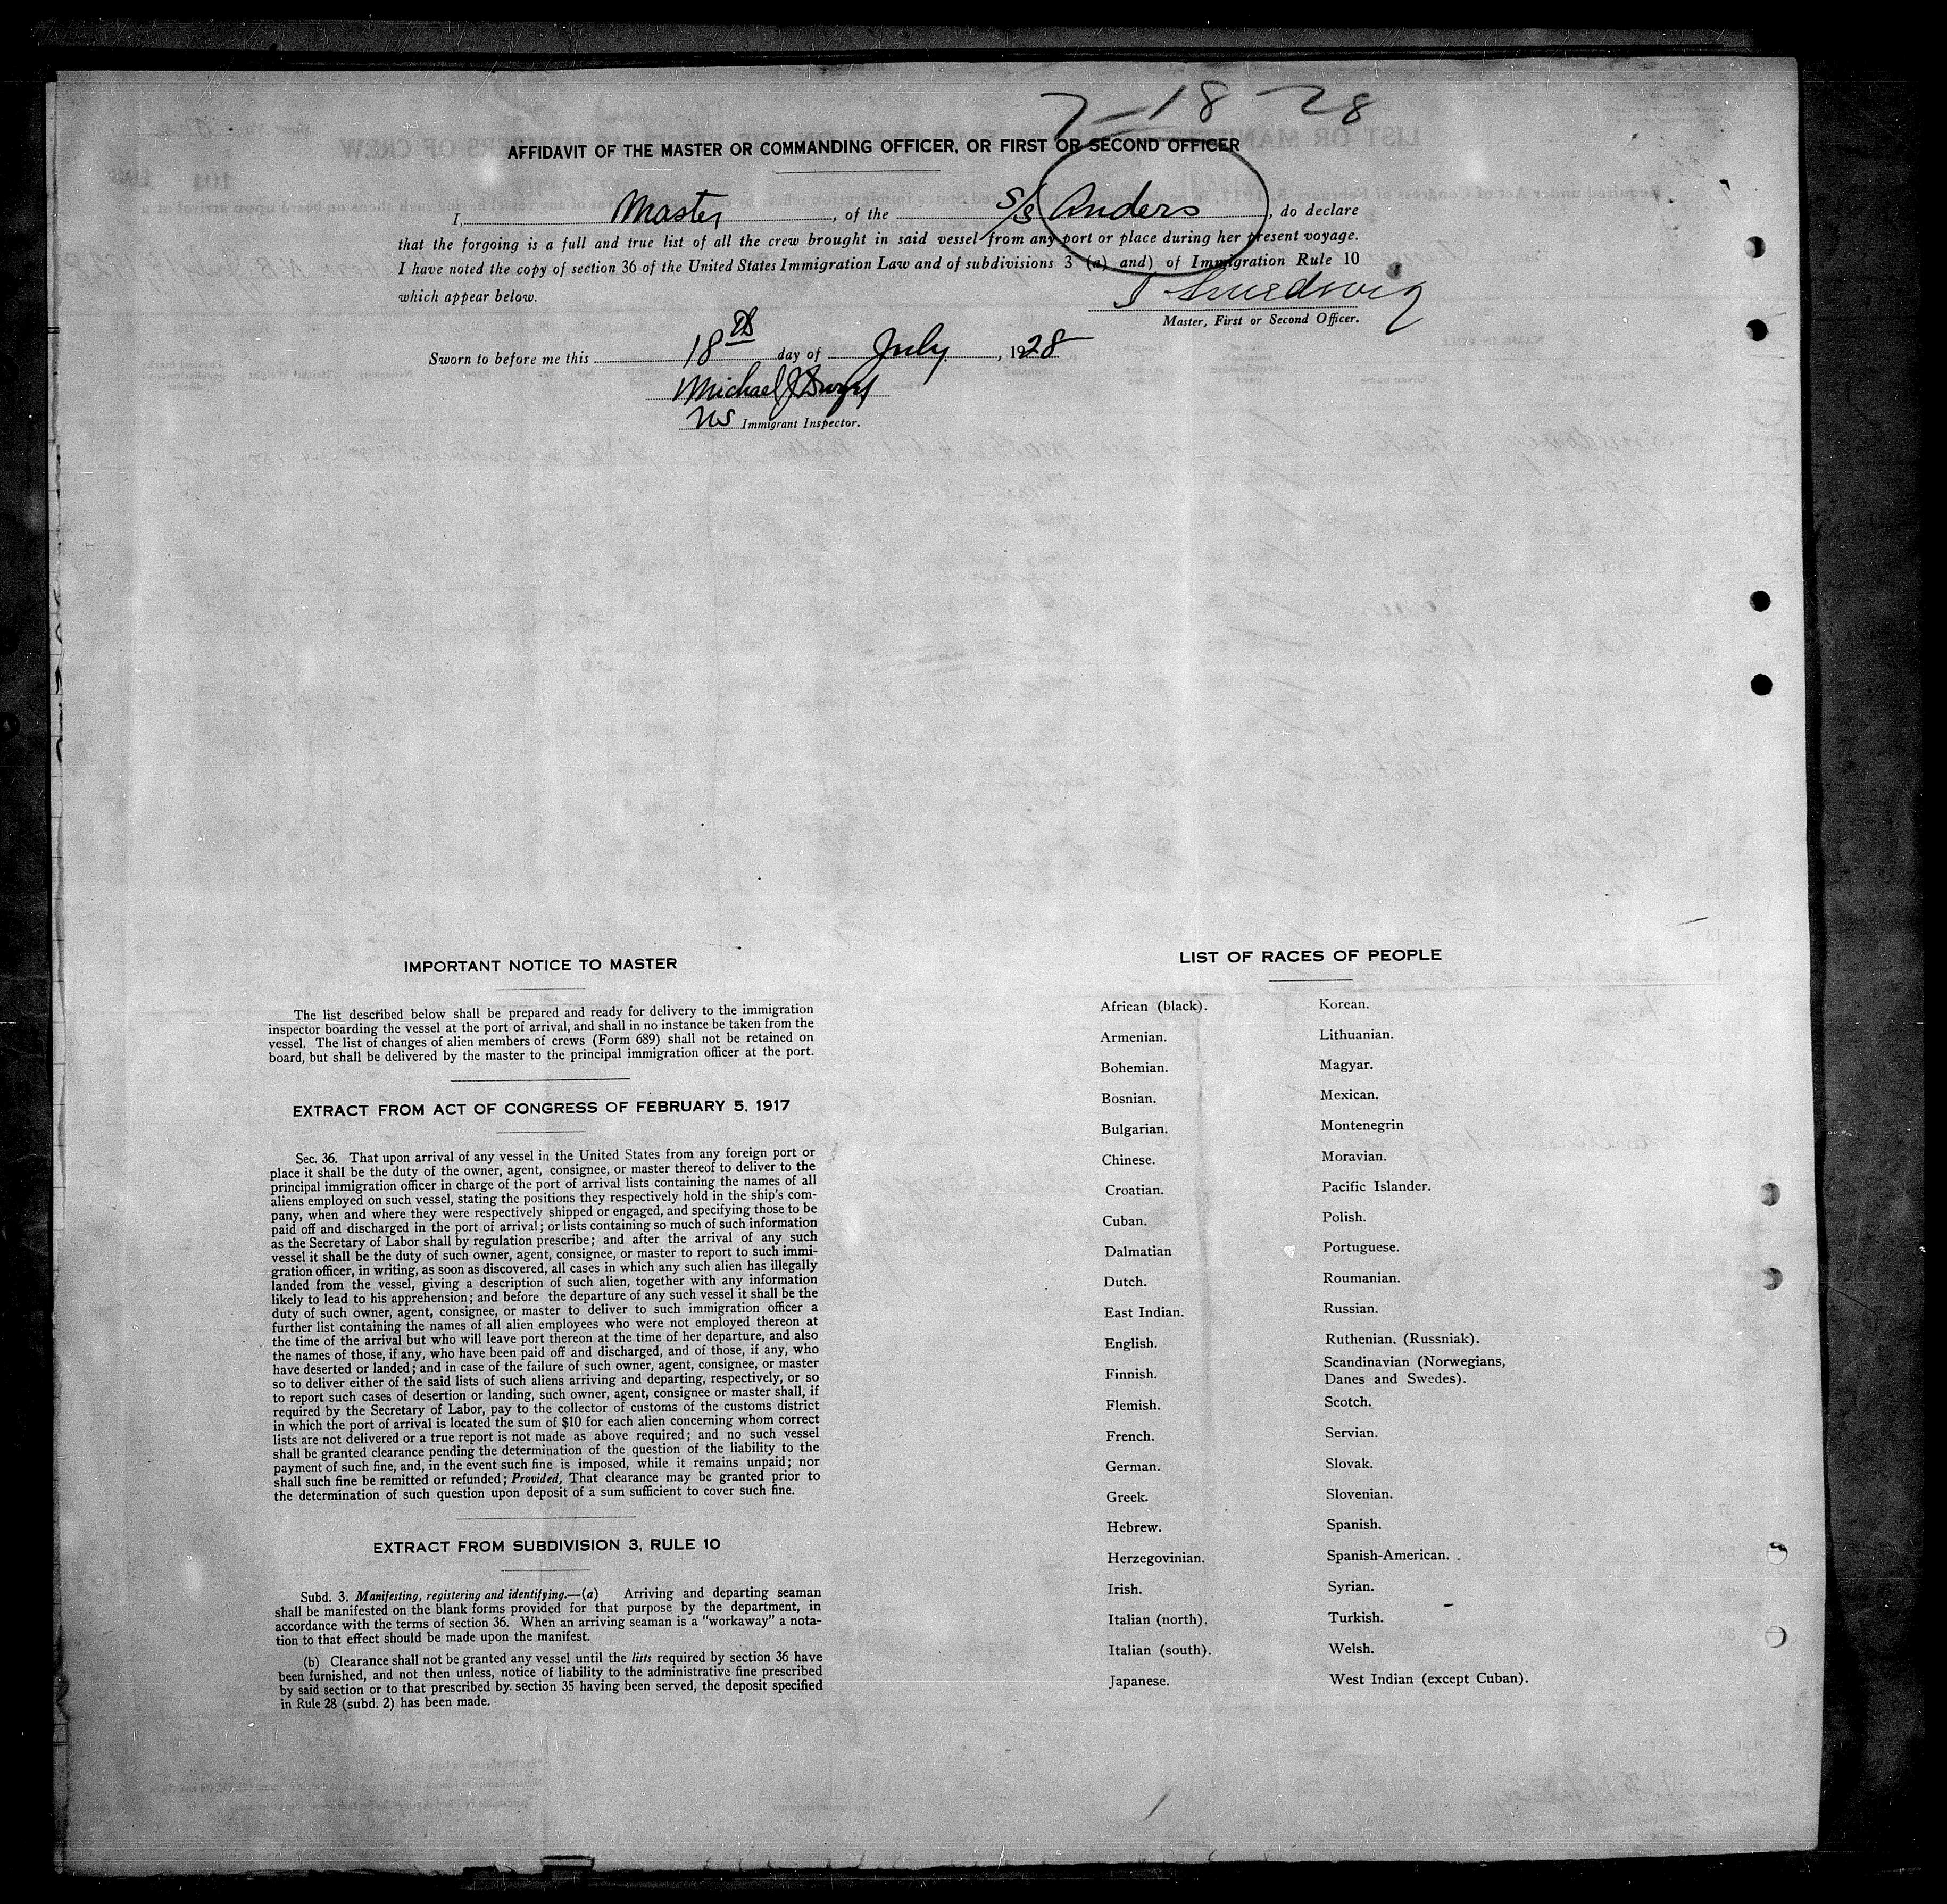 7-18-28
AFFIDAVIT OF THE MASTER OR COMMANDING OFFICER, OR FIRST OR SECOND OFFICER
I, Master, of the S/S Anders, do declare
that the forgoing is a full and true list of all the crew brought in said vessel from any port or place during her present voyage.
I have noted the copy of section 36 of the United States Immigration Law and of subdivisions 3 (a) and) of Immigration Rule 10
which appear below.
Master, First or Second Officer.
Sworn to before me this 18th day of July, 1928
Michael J
US Immigrant Inspector.
IMPORTANT NOTICE TO MASTER
The list described below shall be prepared and ready for delivery to the immigration
inspector boarding the vessel at the port of arrival, and shall in no instance be taken from the
vessel. The list of changes of alien members of crews (Form 689) shall not be retained on
board, but shall be delivered by the master to the principal immigration officer at the port.
EXTRACT FROM ACT OF CONGRESS OF FEBRUARY 5, 1917
Sec. 36. That upon arrival of any vessel in the United States from any foreign port or
place it shall be the duty of the owner, agent, consignee, or master thereof to deliver to the
principal immigration officer in charge of the port of arrival lists containing the names of all
aliens employed on such vessel, stating the positions they respectively hold in the ship's com-
pany, when and where they were respectively shipped or engaged, and specifying those to be
paid off and discharged in the port of arrival; or lists containing so much of such information
as the Secretary of Labor shall by regulation prescribe; and after the arrival of any such
vessel it shall be the duty of such owner, agent, consignee, or master to report to such immi-
gration officer, in writing, as soon as discovered, all cases in which any such alien has illegally
landed from the vessel, giving a description of such alien, together with any information
likely to lead to his apprehension; and before the departure of any such vessel it shall be the
duty of such owner, agent, consignee, or master to deliver to such immigration officer a
further list containing the names of all alien employees who were not employed thereon at
the time of the arrival but who will leave port thereon at the time of her departure, and also
the names of those, if any, who have been paid off and discharged, and of those, if any, who
have deserted or landed; and in case of the failure of such owner, agent, consignee, or master
so to deliver either of the said lists of such aliens arriving and departing, respectively, or so
to report such cases of desertion or landing, such owner, agent, consignee or master shall, if
required by the Secretary of Labor, pay to the collector of customs of the customs district
in which the port of arrival is located the sum of $10 for each alien concerning whom correct
lists are not delivered or a true report is not made as above required; and no such vessel
shall be granted clearance pending the determination of the question of the liability to the
payment of such fine, and, in the event such fine is imposed, while it remains unpaid; nor
shall such fine be remitted or refunded; Provided, That clearance may be granted prior to
the determination of such question upon deposit of a sum sufficient to cover such fine.
EXTRACT FROM SUBDIVISION 3, RULE 10
Subd. 3. Manifesting, registering and identifying.—(a) Arriving and departing seaman
shall be manifested on the blank forms provided for that purpose by the department, in
accordance with the terms of section 36. When an arriving seaman is a "workaway" a nota-
tion to that effect should be made upon the manifest.
(b) Clearance shall not be granted any vessel until the lists required by section 36 have
been furnished, and not then unless, notice of liability to the administrative fine prescribed
by said section or to that prescribed by section 35 having been served, the deposit specified
in Rule 28 (subd. 2) has been made.
LIST OF RACES OF PEOPLE
African (black).
Armenian.
Bohemian.
Bosnian.
Bulgarian.
Chinese.
Croatian.
Cuban.
Dalmatian
Dutch.
East Indian.
English.
Finnish.
Flemish.
French.
German.
Greek.
Hebrew.
Herzegovinian.
Irish.
Italian (north).
Italian (south).
Japanese.
Korean.
Lithuanian.
Magyar.
Mexican.
Montenegrin
Moravian.
Pacific Islander.
Polish.
Portuguese.
Roumanian.
Russian.
Ruthenian. (Russniak).
Scandinavian (Norwegians,
Danes and Swedes).
Scotch.
Servian.
Slovak.
Slovenian.
Spanish.
Spanish-American.
Syrian.
Turkish.
Welsh.
West Indian (except Cuban).